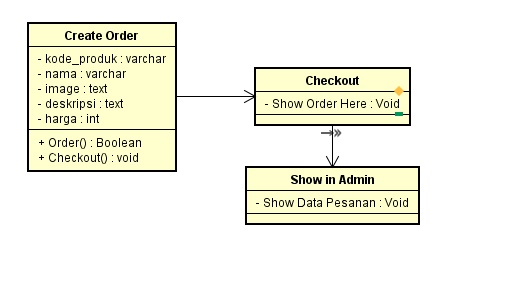 Create Order
- kode_produk : varchar
- nama : varchar
- image : text
- deskripsi : text
- harga : int
+ Order() : Boolean
+ Checkout() : void
Checkout
- Show Order Here : Void
Show in Admin
- Show Data Pesanan : Void